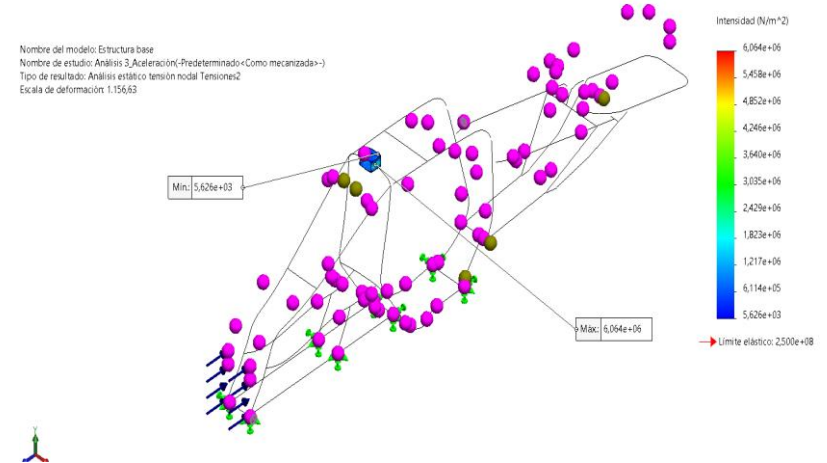 Nombre del modelo: Estructura base
Nombre de estudio: Análisis 3_Aceleración(-Predeterminado<Como mecanizada>-)
Tipo de resultado: Análisis estático tensión nodal Tensiones2
Escala de deformación: 1.156,63
Intensidad (N/m^2)
6,064e+06
5,458e+06
4,852e+06
4,246e+06
3,640e+06
3,035e+06
2,429e+06
1,823e+06
1,217e+06
6,114e+05
5,626e+03
Límite elástico: 2,500e+08
Mín.: 5,626e+03
Máx.: 6,064e+06
Y